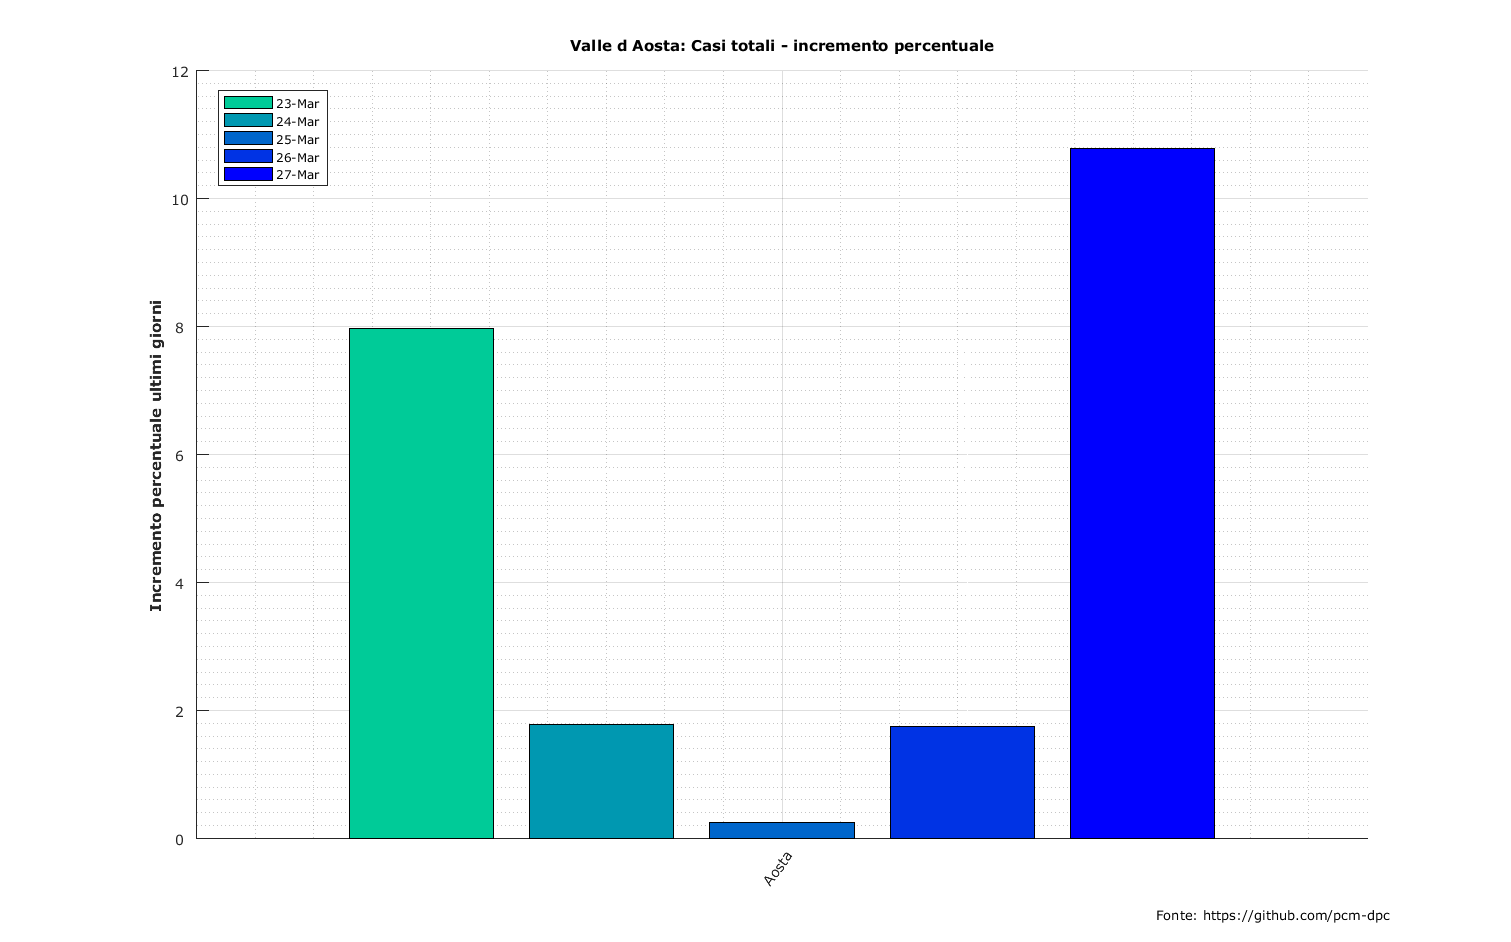 Valle d Aosta: Casi totali - incremento percentuale
12
10
8
6
4
2
0
23-Mar
24-Mar
25-Mar
26-Mar
27-Mar
Incremento percentuale ultimi giorni
Aosta
Fonte: https://github.com/pcm-dpc